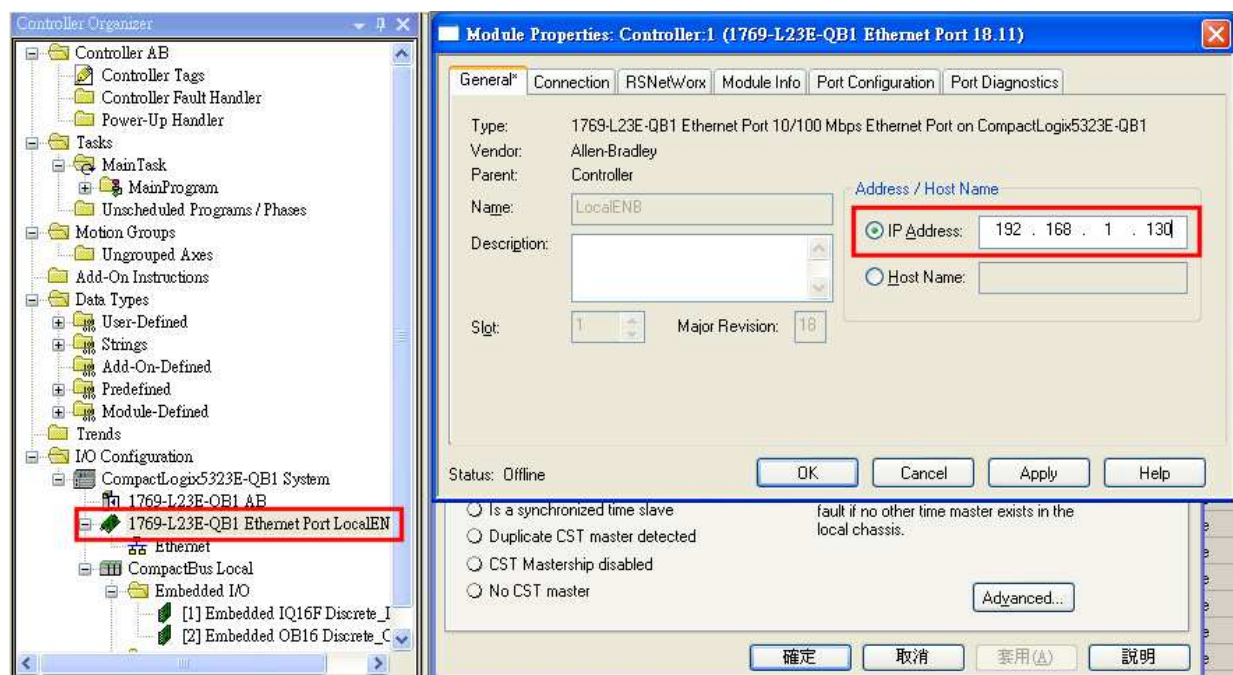 Controller Organizer
Controller AB
Controller Tags
Controller Fault Handler
Power-Up Handler
Tasks
MainTask
MainProgram
Unscheduled Programs / Phases
Motion Groups
Ungrouped Axes
Add-On Instructions
Data Types
User-Defined
Strings
Add-On-Defined
Predefined
Module-Defined
Trends
I/O Configuration
CompactLogix5323E-QB1 System
1769-L23E-QB1 AB
1769-L23E-QB1 Ethernet Port LocalEN
Ethernet
CompactBus Local
Embedded I/O
[1] Embedded IQ16F Discrete_I
[2] Embedded OB16 Discrete_C
Module Properties: Controller:1 (1769-L23E-QB1 Ethernet Port 18.11)
General* Connection RSNetWorx Module Info Port Configuration Port Diagnostics
Type: 1769-L23E-QB1 Ethernet Port 10/100 Mbps Ethernet Port on CompactLogix5323E-QB1
Vendor: Allen-Bradley
Parent: Controller
Address / Host Name
Name: LocalENB
IP Address: 192 . 168 . 1 . 130
Description:
Host Name:
Slot: 1 Major Revision: 18
Status: Offline OK Cancel Apply Help
Is a synchronized time slave
fault if no other time master exists in the
Duplicate CST master detected
local chassis.
CST Mastership disabled
No CST master
Advanced...
確定 取消 套用(A) 說明